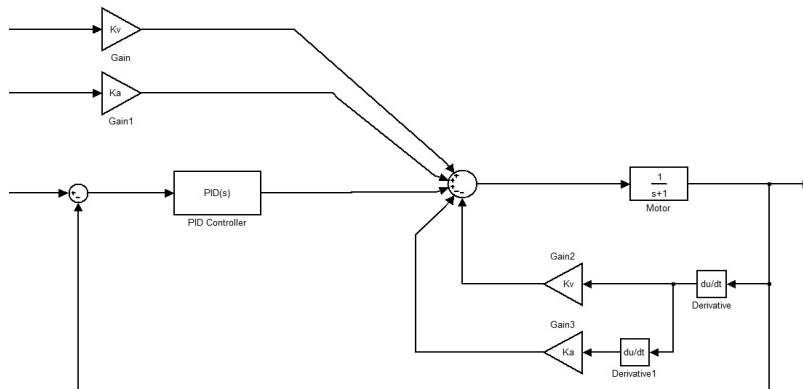 Kv
Gain
Ka
Gain1
+
+
+
-
-
+
-
PID(s)
PID Controller
1
s+1
Motor
Gain2
Kv
du/dt
Derivative
Gain3
Ka
du/dt
Derivative1